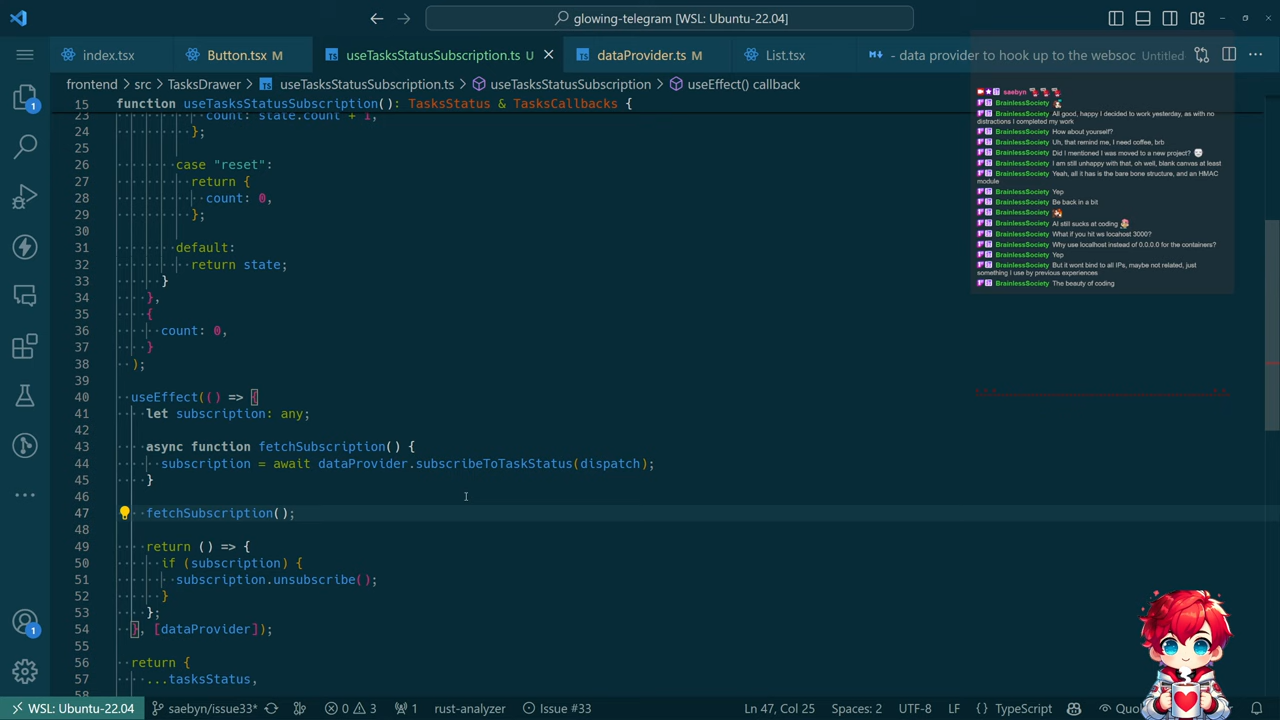 glowing-telegram [WSL: Ubuntu-22.04]
index.tsx
Button.tsx M
useTasksStatusSubscription.ts U
dataProvider.ts M
List.tsx
- data provider to hook up to the websoc Untitled
frontend > src > TasksDrawer > useTasksStatusSubscription.ts > useTasksStatusSubscription > useEffect() callback
15 function useTasksStatusSubscription(): TasksStatus & TasksCallbacks {
23 count: state.count + 1,
24 };
25
26 case "reset":
27 return {
28 count: 0,
29 };
30
31 default:
32 return state;
33 }
34 },
35 {
36 count: 0,
37 }
38 );
39
40 useEffect(() => {
41 let subscription: any;
42
43 async function fetchSubscription() {
44 subscription = await dataProvider.subscribeToTaskStatus(dispatch);
45 }
46
47 fetchSubscription();
48
49 return () => {
50 if (subscription) {
51 subscription.unsubscribe();
52 }
53 };
54 }, [dataProvider]);
55
56 return {
57 ...tasksStatus,
58
saebyn
BrainlessSociety
BrainlessSociety All good, happy I decided to work yesterday, as with no
distractions I completed my work
BrainlessSociety How about yourself?
BrainlessSociety Uh, that remind me, I need coffee, brb
BrainlessSociety Did I mentioned I was moved to a new project?
BrainlessSociety I am still unhappy with that, oh well, blank canvas at least
BrainlessSociety Yeah, all it has is the bare bone structure, and an HMAC
module
BrainlessSociety Yep
BrainlessSociety Be back in a bit
BrainlessSociety
BrainlessSociety AI still sucks at coding
BrainlessSociety What if you hit ws locahost 3000?
BrainlessSociety Why use localhost instead of 0.0.0.0 for the containers?
BrainlessSociety Yep
BrainlessSociety But it wont bind to all IPs, maybe not related, just
something I use by previous experiences
BrainlessSociety The beauty of coding
1
1
WSL: Ubuntu-22.04
saebyn/issue33*
0 3
1
rust-analyzer
Issue #33
Ln 47, Col 25
Spaces: 2
UTF-8
LF
{ } TypeScript
Quo